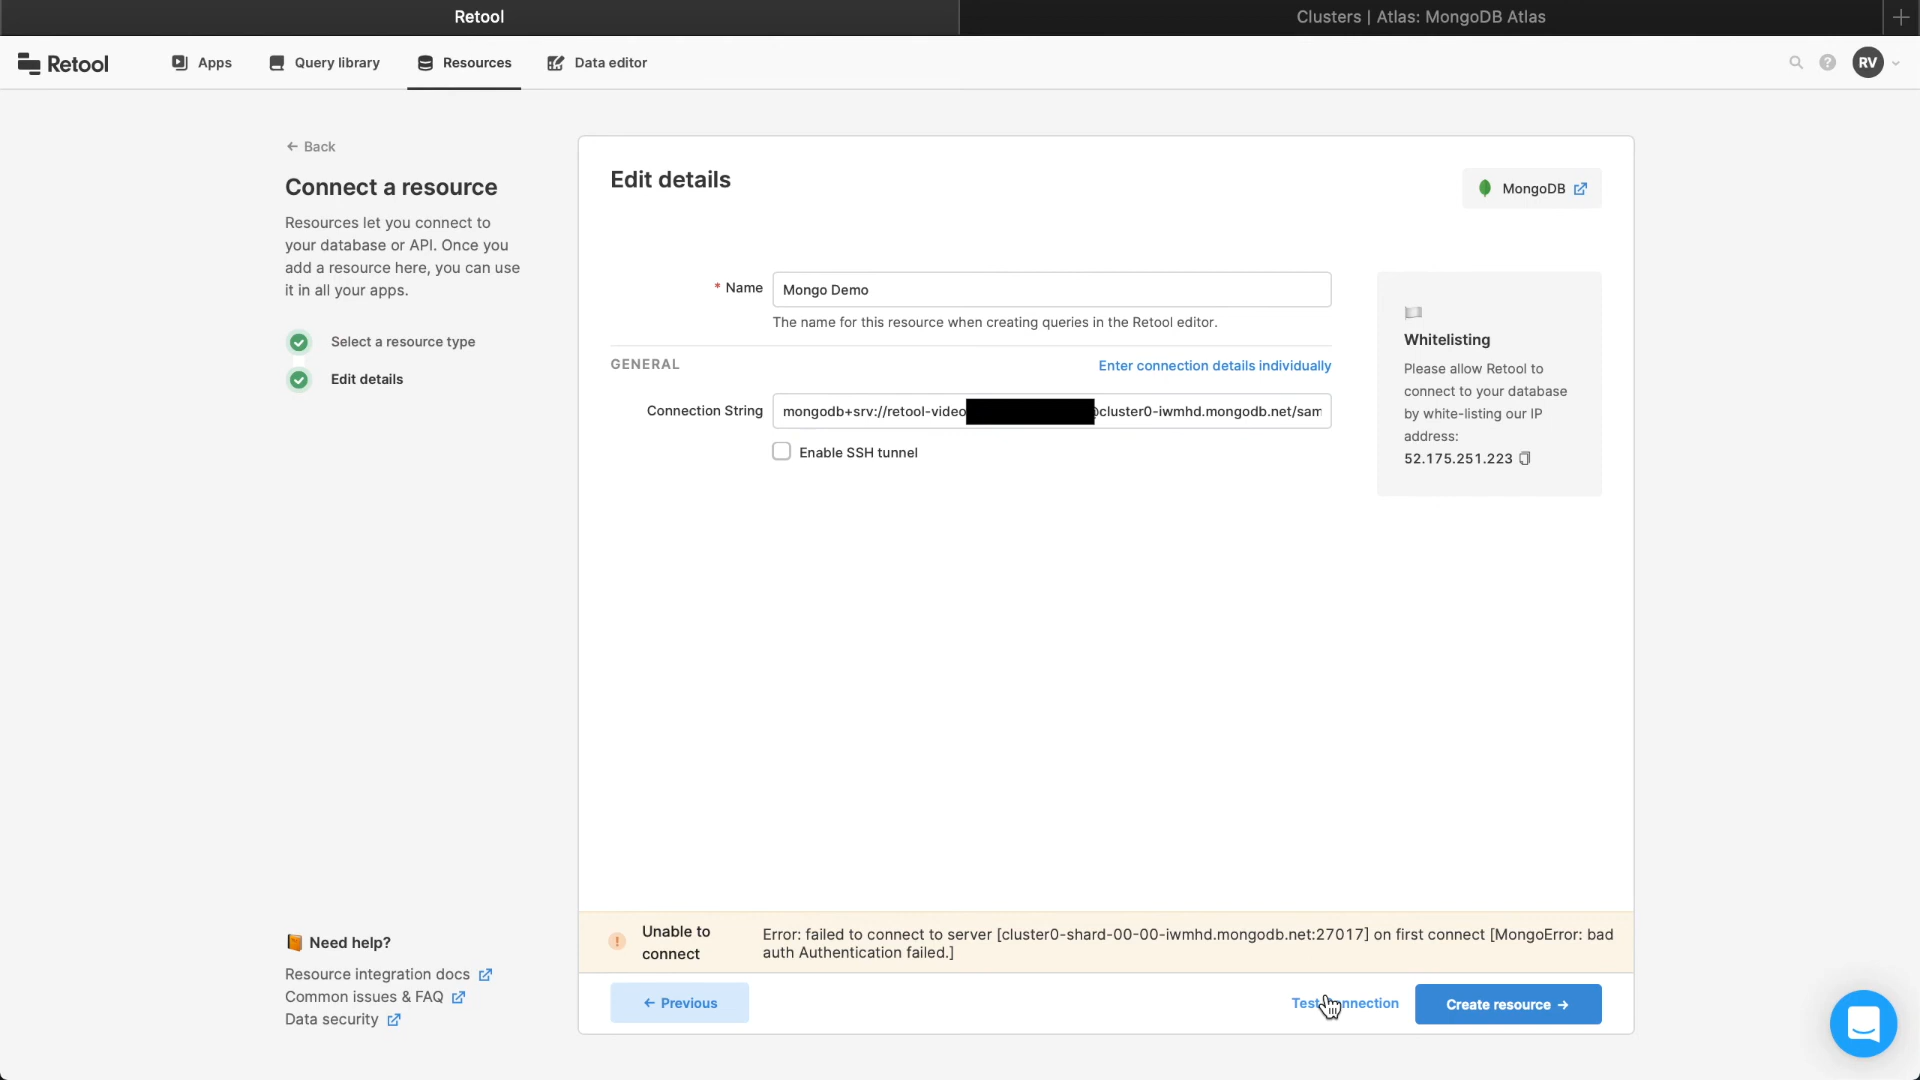 Retool
Clusters | Atlas: MongoDB Atlas
Retool
Apps
Query library
Resources
Data editor
RV
← Back
Connect a resource
Resources let you connect to
your database or API. Once you
add a resource here, you can use
it in all your apps.
Select a resource type
Edit details
Need help?
Resource integration docs
Common issues & FAQ
Data security
Edit details
MongoDB
* Name
Mongo Demo
The name for this resource when creating queries in the Retool editor.
GENERAL
Enter connection details individually
Connection String
mongodb+srv://retool-video cluster0-iwmhd.mongodb.net/sam
Enable SSH tunnel
Whitelisting
Please allow Retool to
connect to your database
by white-listing our IP
address:
52.175.251.223
Unable to
connect
Error: failed to connect to server [cluster0-shard-00-00-iwmhd.mongodb.net:27017] on first connect [MongoError: bad
auth Authentication failed.]
← Previous
Test
Create resource →